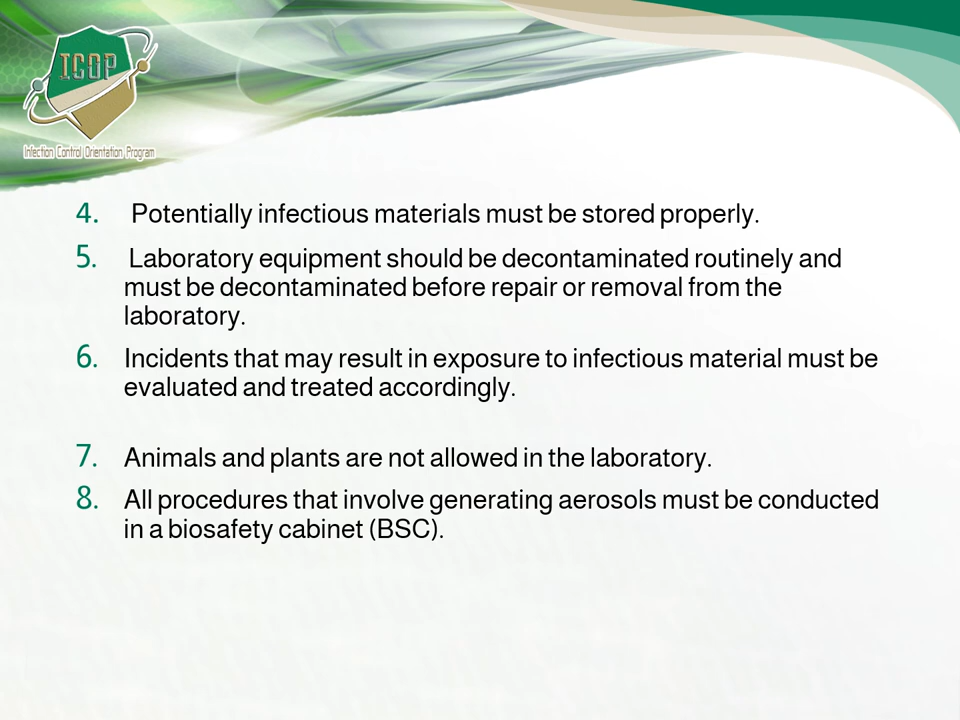 ICOP
Infection Control Orientation Program
4. Potentially infectious materials must be stored properly.
5. Laboratory equipment should be decontaminated routinely and
must be decontaminated before repair or removal from the
laboratory.
6. Incidents that may result in exposure to infectious material must be
evaluated and treated accordingly.
7. Animals and plants are not allowed in the laboratory.
8. All procedures that involve generating aerosols must be conducted
in a biosafety cabinet (BSC).